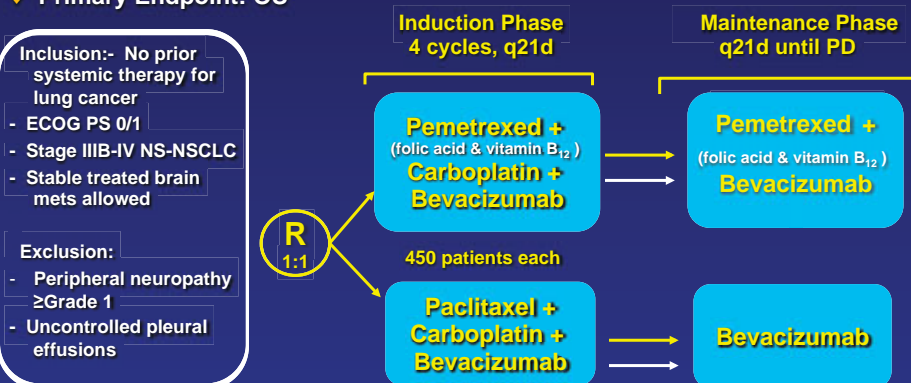 Primary Endpoint: OS
Induction Phase
4 cycles, q21d
Maintenance Phase
q21d until PD
Inclusion:- No prior
systemic therapy for
lung cancer
- ECOG PS 0/1
- Stage IIIB-IV NS-NSCLC
- Stable treated brain
mets allowed
Exclusion:
- Peripheral neuropathy
≥Grade 1
- Uncontrolled pleural
effusions
R
1:1
Pemetrexed +
(folic acid & vitamin B₁₂ )
Carboplatin +
Bevacizumab
Pemetrexed +
(folic acid & vitamin B₁₂ )
Bevacizumab
450 patients each
Paclitaxel +
Carboplatin +
Bevacizumab
Bevacizumab